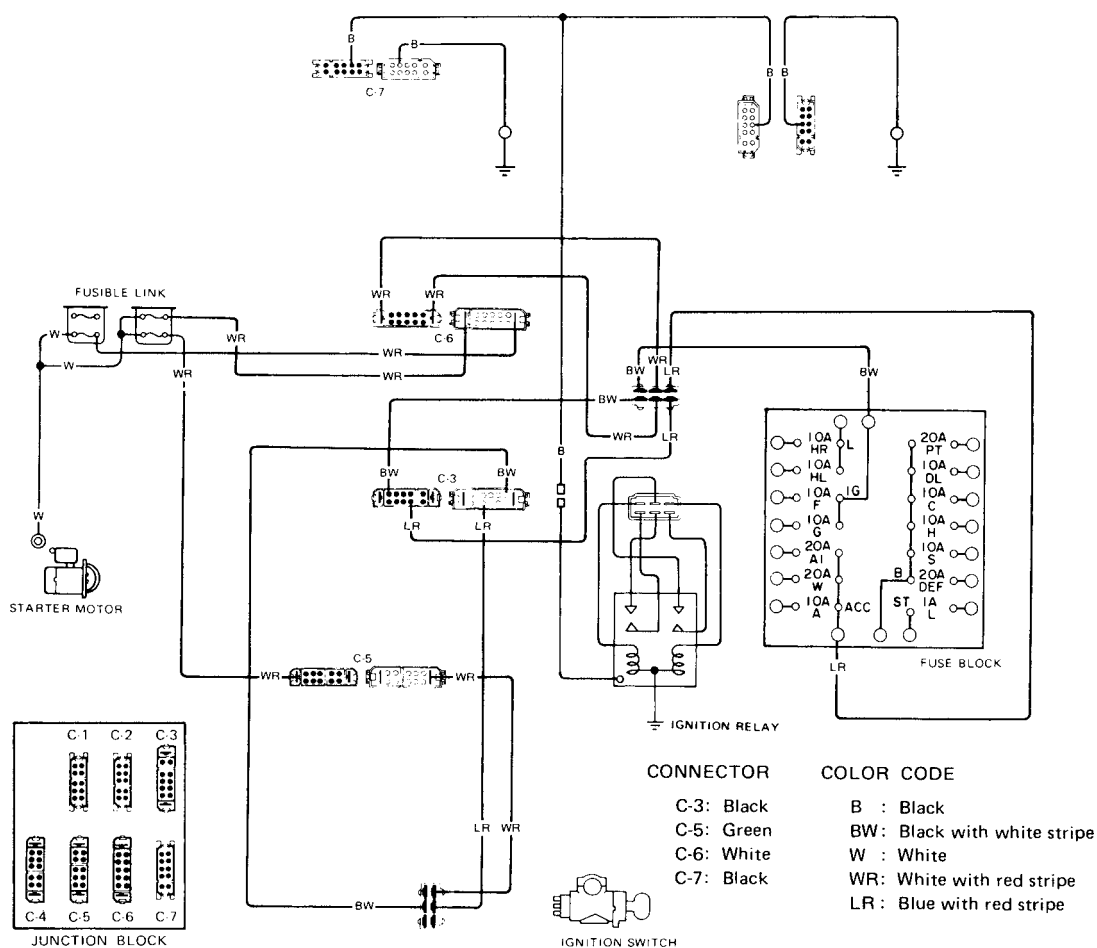 B
B
C-7
B B
FUSIBLE LINK
WR WR
W
WR
C-6
WR
WR
W
WR
WR
BW
LR
BW
BW
WR
LR
B
BW
C-3
BW
LR
LR
W
STARTER MOTOR
10A
HR
L
10A
HL
10A
F
IG
10A
G
20A
AI
20A
W
10A
A
ACC
20A
PT
10A
DL
10A
C
10A
H
10A
S
B
20A
DEF
ST
1A
L
LR
FUSE BLOCK
C-5
WR
WR
IGNITION RELAY
C-1 C-2 C-3
C-4 C-5 C-6 C-7
JUNCTION BLOCK
LR WR
BW
IGNITION SWITCH
CONNECTOR
C-3: Black
C-5: Green
C-6: White
C-7: Black
COLOR CODE
B : Black
BW: Black with white stripe
W : White
WR: White with red stripe
LR: Blue with red stripe